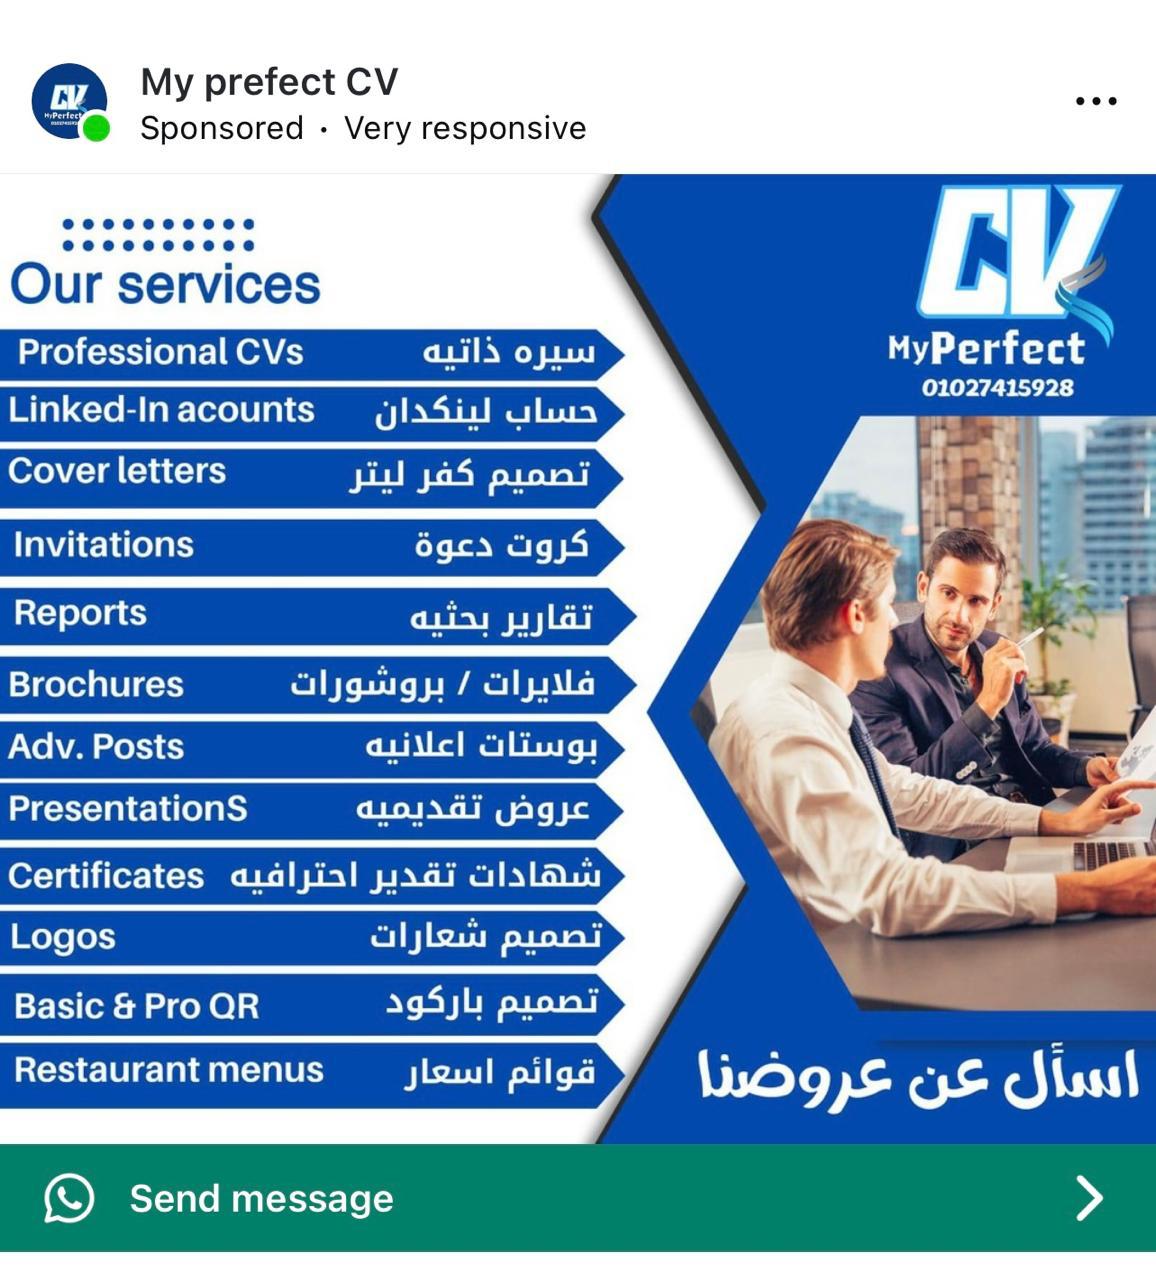 My prefect CV
Sponsored · Very responsive
CV
MyPerfect
01027415928
Our services
Professional CVs سيره ذاتيه
Linked-In acounts حساب لينكدان
Cover letters تصميم كفر ليتر
Invitations كروت دعوة
Reports تقارير بحثيه
Brochures فلايرات / بروشورات
Adv. Posts بوستات اعلانيه
PresentationS عروض تقديميه
Certificates شهادات تقدير احترافيه
Logos تصميم شعارات
Basic & Pro QR تصميم باركود
Restaurant menus قوائم اسعار
اسأل عن عروضنا
Send message